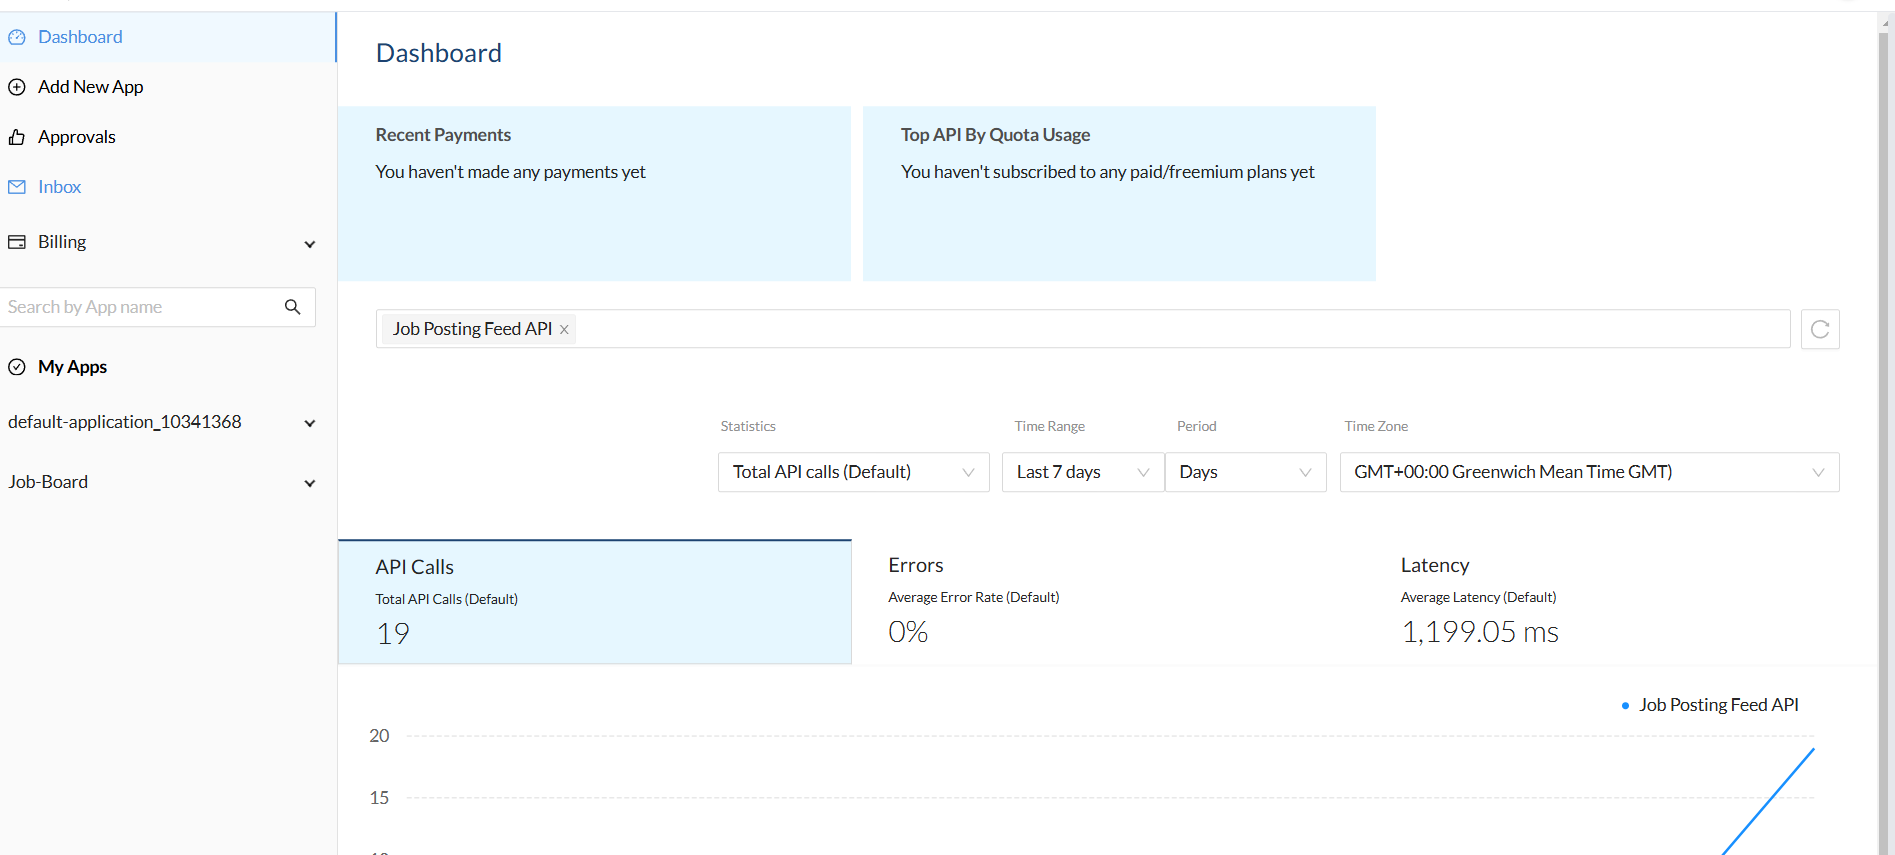 Dashboard
Add New App
Approvals
Inbox
Billing
Search by App name
My Apps
default-application_10341368
Job-Board
Dashboard
Recent Payments
You haven't made any payments yet
Top API By Quota Usage
You haven't subscribed to any paid/freemium plans yet
Job Posting Feed API ×
Statistics
Total API calls (Default)
Time Range
Last 7 days
Period
Days
Time Zone
GMT+00:00 Greenwich Mean Time GMT)
API Calls
Total API Calls (Default)
19
Errors
Average Error Rate (Default)
0%
Latency
Average Latency (Default)
1,199.05 ms
Job Posting Feed API
20
15